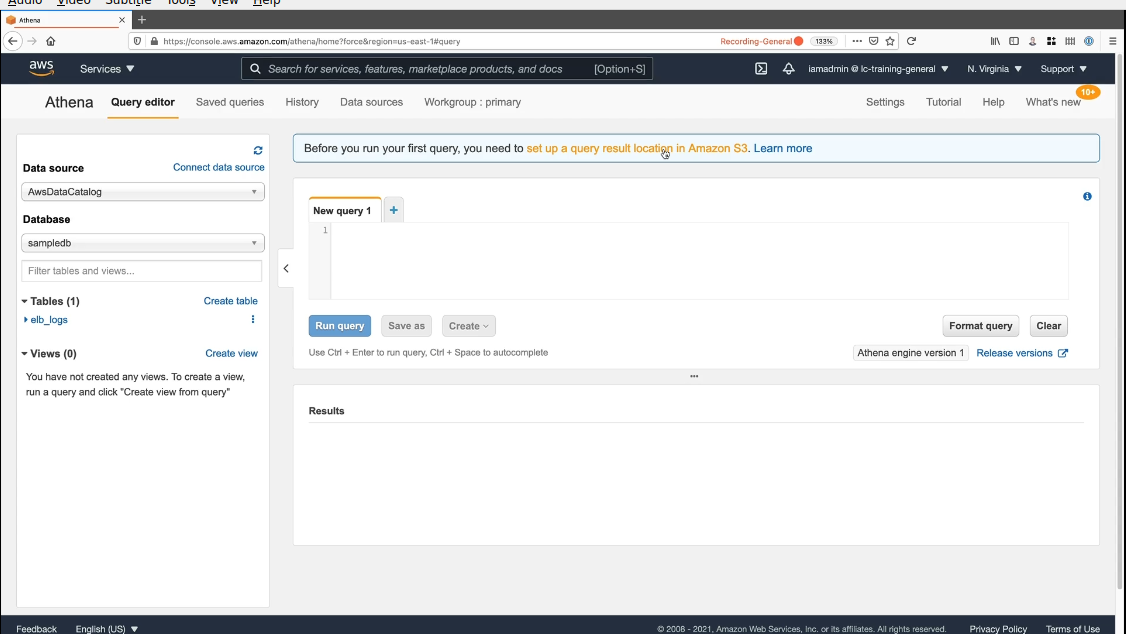 Audio Video Subtitle Tools View Help
Athena
https://console.aws.amazon.com/athena/home?force&region=us-east-1#query
Recording-General
133%
aws
Services
Search for services, features, marketplace products, and docs
[Option+S]
iamadmin @ lc-training-general
N. Virginia
Support
Athena
Query editor
Saved queries
History
Data sources
Workgroup : primary
Settings
Tutorial
Help
What's new
10+
Data source
Connect data source
AwsDataCatalog
Database
sampledb
Filter tables and views...
Tables (1)
Create table
elb_logs
Views (0)
Create view
You have not created any views. To create a view,
run a query and click "Create view from query"
Before you run your first query, you need to set up a query result location in Amazon S3. Learn more
New query 1
+
1
Run query
Save as
Create
Format query
Clear
Use Ctrl + Enter to run query, Ctrl + Space to autocomplete
Athena engine version 1
Release versions
Results
Feedback
English (US)
© 2008 - 2021, Amazon Web Services, Inc. or its affiliates. All rights reserved.
Privacy Policy
Terms of Use